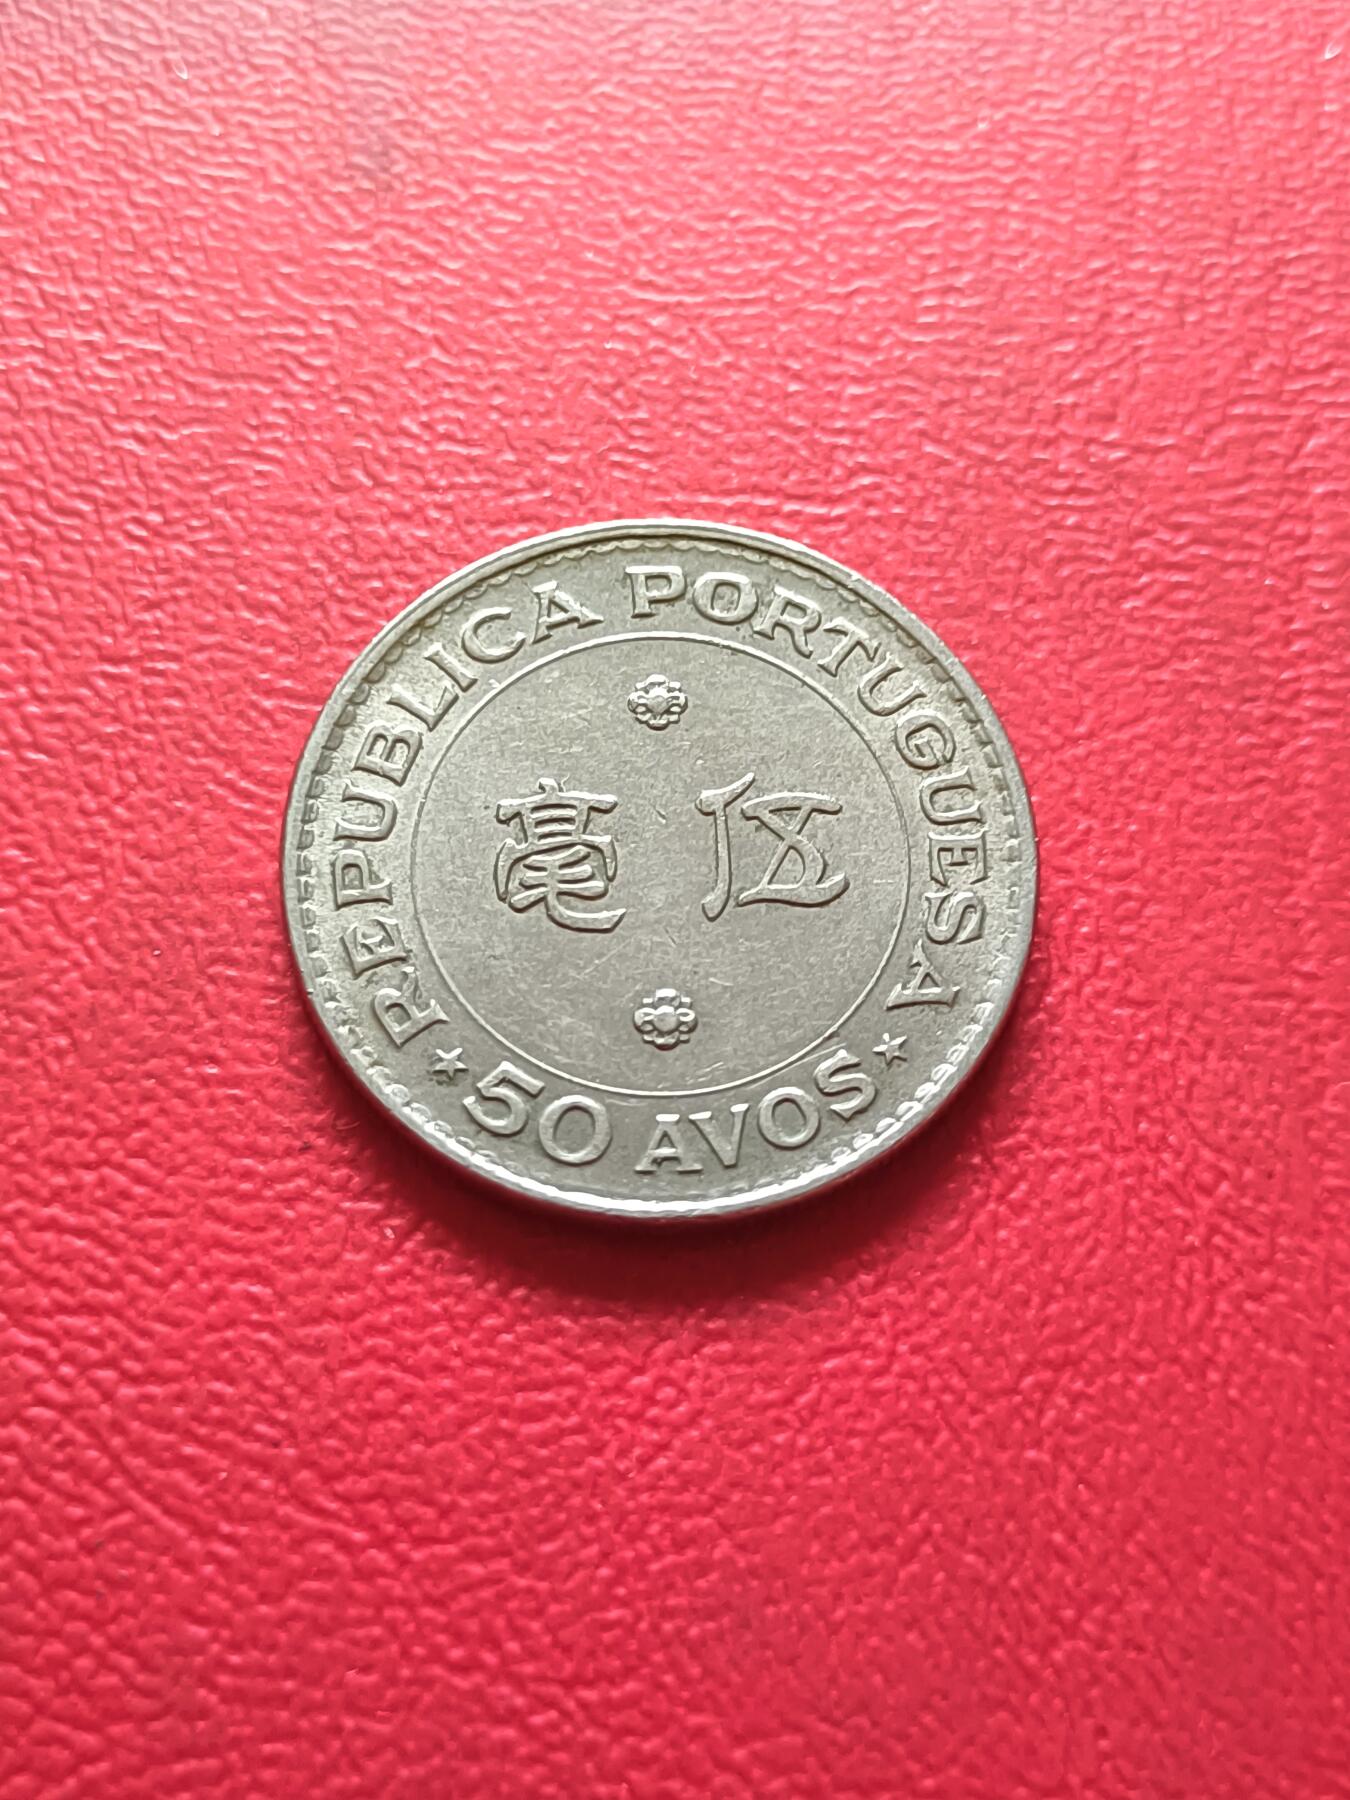 REPUBLICA PORTUGUESA
毫伍
★ 50 AVOS ★